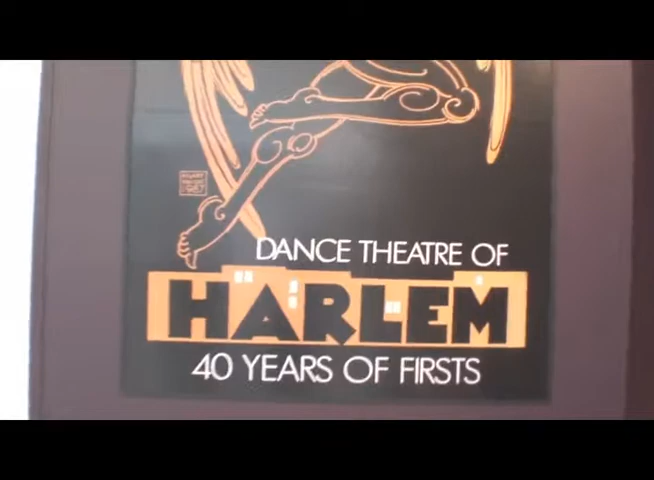 DANCE THEATRE OF
HARLEM
40 YEARS OF FIRSTS